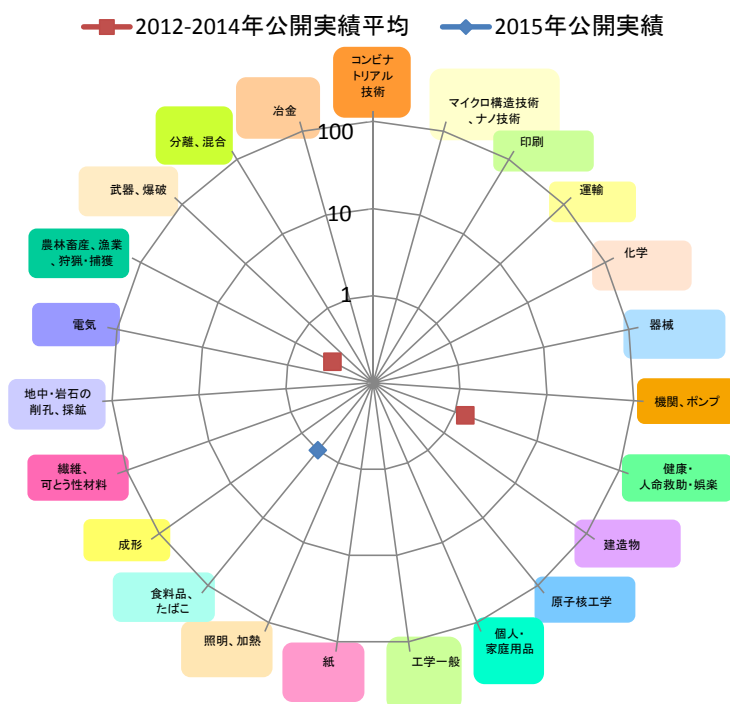 2012-2014年公開実績平均
2015年公開実績
コンビナ
トリアル
技術
マイクロ構造技術
、ナノ技術
印刷
運輸
化学
器械
機関、ポンプ
健康・
人命救助・娯楽
建造物
原子核工学
個人・
家庭用品
工学一般
紙
照明、加熱
食料品、
たばこ
成形
繊維、
可とう性材料
地中・岩石の
削孔、採鉱
電気
農林畜産、漁業
、狩猟・捕獲
武器、爆破
分離、混合
冶金
100
10
1